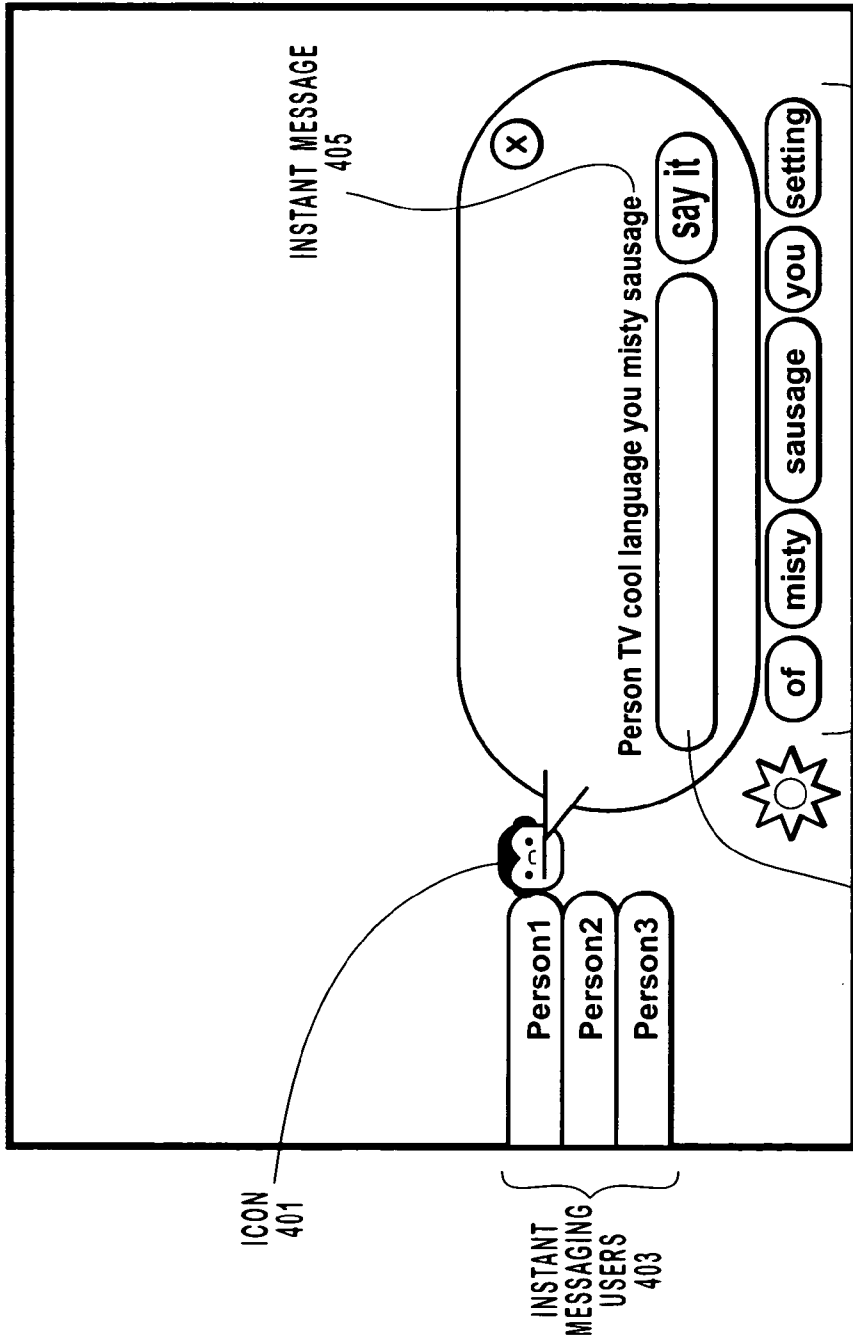 INSTANT MESSAGE
405
ICON
401
X
Person1
Person2
Person3
INSTANT
MESSAGING
USERS
403
Person TV cool language you misty sausage
say it
of
misty
sausage
you
setting